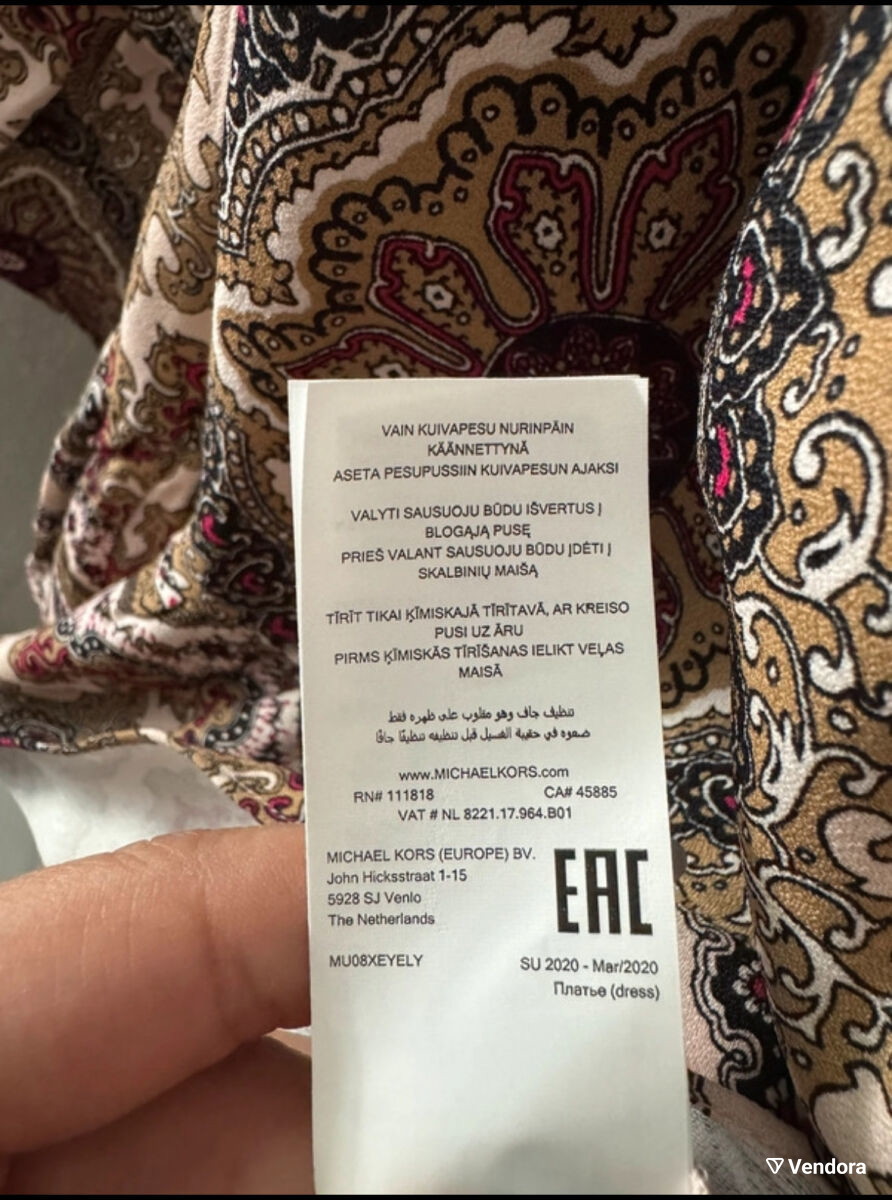 VAIN KUIVAPESU NURINPÄIN
KÄÄNNETTYNÄ
ASETA PESUPUSSIIN KUIVAPESUN AJAKSI
VALYTI SAUSUOJU BŪDU IŠVERTUS Į
BLOGĄJĄ PUSĘ
PRIEŠ VALANT SAUSUOJU BŪDU ĮDĖTI Į
SKALBINIŲ MAIŠĄ
TĪRĪT TIKAI ĶĪMISKAJĀ TĪRĪTAVĀ, AR KREISO
PUSI UZ ĀRU
PIRMS ĶĪMISKĀS TĪRĪŠANAS IELIKT VEĻAS
MAISĀ
تنظيف جاف وهو مقلوب على ظهره فقط
ضعوه في حقيبة الغسيل قبل تنظيفه تنظيفًا جافًا
www.MICHAELKORS.com
RN# 111818 CA# 45885
VAT # NL 8221.17.964.B01
MICHAEL KORS (EUROPE) BV.
John Hicksstraat 1-15
5928 SJ Venlo
The Netherlands
EAC
MU08XEYELY
SU 2020 - Mar/2020
Платье (dress)
Vendora